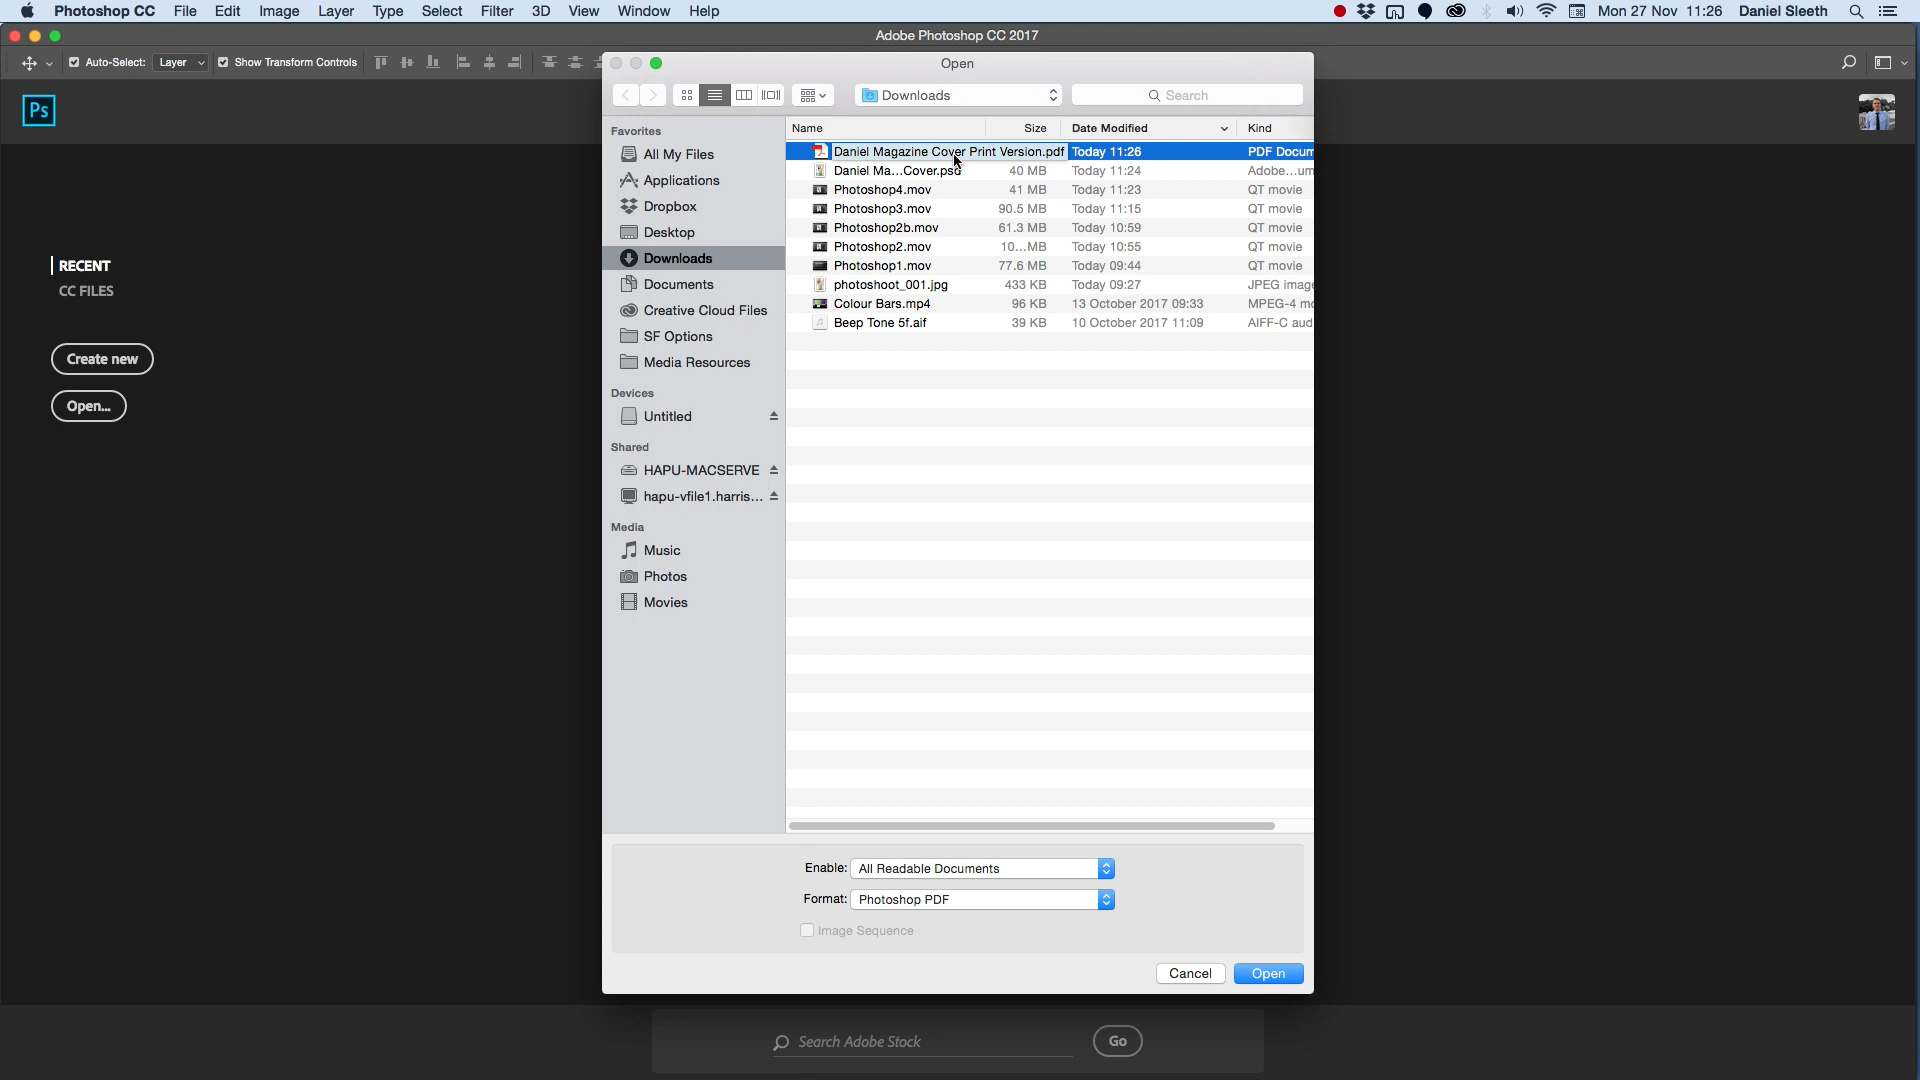 Photoshop CC File Edit Image Layer Type Select Filter 3D View Window Help Mon 27 Nov 11:26 Daniel Sleeth
Adobe Photoshop CC 2017
Auto-Select: Layer Show Transform Controls
Open
Downloads Search
Ps
Favorites
All My Files
Applications
Dropbox
Desktop
Downloads
Documents
Creative Cloud Files
SF Options
Media Resources
Devices
Untitled
Shared
HAPU-MACSERVE
hapu-vfile1.harris...
Media
Music
Photos
Movies
Name Size Date Modified Kind
Daniel Magazine Cover Print Version.pdf Today 11:26 PDF Docum
Daniel Ma...Cover.psd 40 MB Today 11:24 Adobe...um
Photoshop4.mov 41 MB Today 11:23 QT movie
Photoshop3.mov 90.5 MB Today 11:15 QT movie
Photoshop2b.mov 61.3 MB Today 10:59 QT movie
Photoshop2.mov 10...MB Today 10:55 QT movie
Photoshop1.mov 77.6 MB Today 09:44 QT movie
photoshoot_001.jpg 433 KB Today 09:27 JPEG image
Colour Bars.mp4 96 KB 13 October 2017 09:33 MPEG-4 mo
Beep Tone 5f.aif 39 KB 10 October 2017 11:09 AIFF-C aud
RECENT
CC FILES
Create new
Open...
Enable: All Readable Documents
Format: Photoshop PDF
Image Sequence
Cancel Open
Search Adobe Stock Go